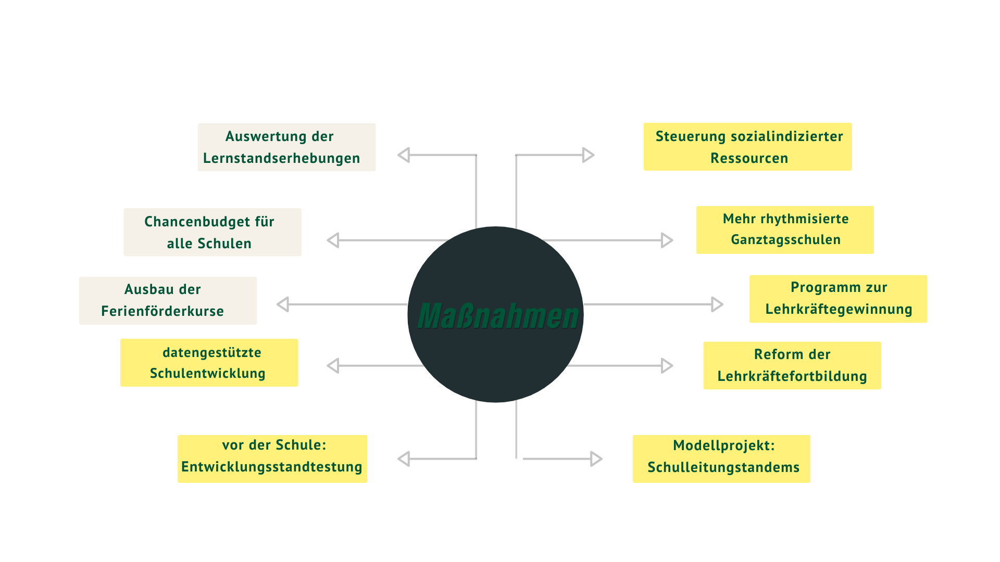 Auswertung der
Lernstandserhebungen
Chancenbudget für
alle Schulen
Ausbau der
Ferienförderkurse
datengestützte
Schulentwicklung
vor der Schule:
Entwicklungsstandtestung
Maßnahmen
Steuerung sozialindizierter
Ressourcen
Mehr rhythmisierte
Ganztagsschulen
Programm zur
Lehrkräftegewinnung
Reform der
Lehrkräftefortbildung
Modellprojekt:
Schulleitungstandems